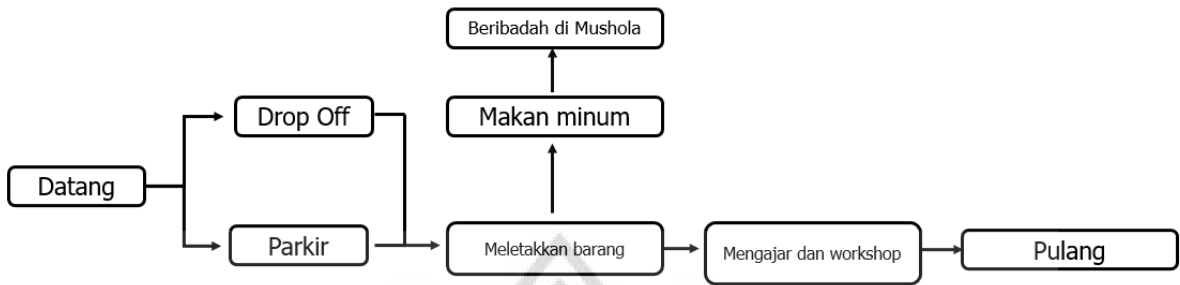 Beribadah di Mushola
Drop Off
Makan minum
Datang
Parkir
Meletakkan barang
Mengajar dan workshop
Pulang